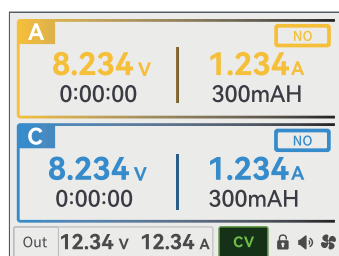 A NO
8.234 V 1.234 A
0:00:00 300mAH
C NO
8.234 V 1.234 A
0:00:00 300mAH
Out 12.34 V 12.34 A CV